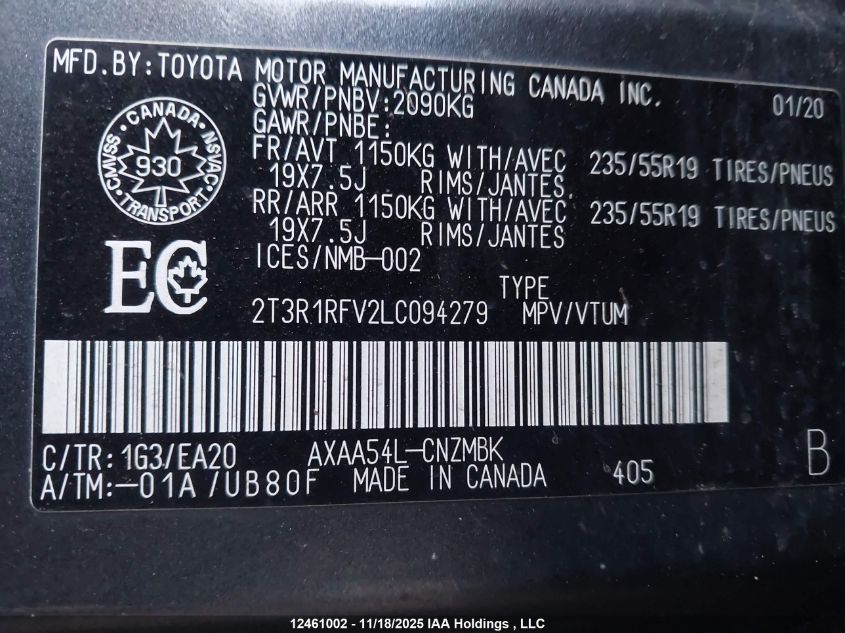 MFD.BY:TOYOTA MOTOR MANUFACTURING CANADA INC. 01/20
GVWR/PNBV:2090KG
GAWR/PNBE:
FR/AVT 1150KG WITH/AVEC 235/55R19 TIRES/PNEUS
19X7.5J RIMS/JANTES.
RR/ARR 1150KG WITH/AVEC 235/55R19 TIRES/PNEUS
19X7.5J RIMS/JANTES
ICES/NMB-002
CANADA
CMVSS 930 NSVAC
TRANSPORT
EC
TYPE
2T3R1RFV2LC094279 MPV/VTUM
C/TR:1G3/EA20 AXAA54L-CNZMBK
A/TM:-01A /UB80F MADE IN CANADA 405 B
12461002 - 11/18/2025 IAA Holdings , LLC